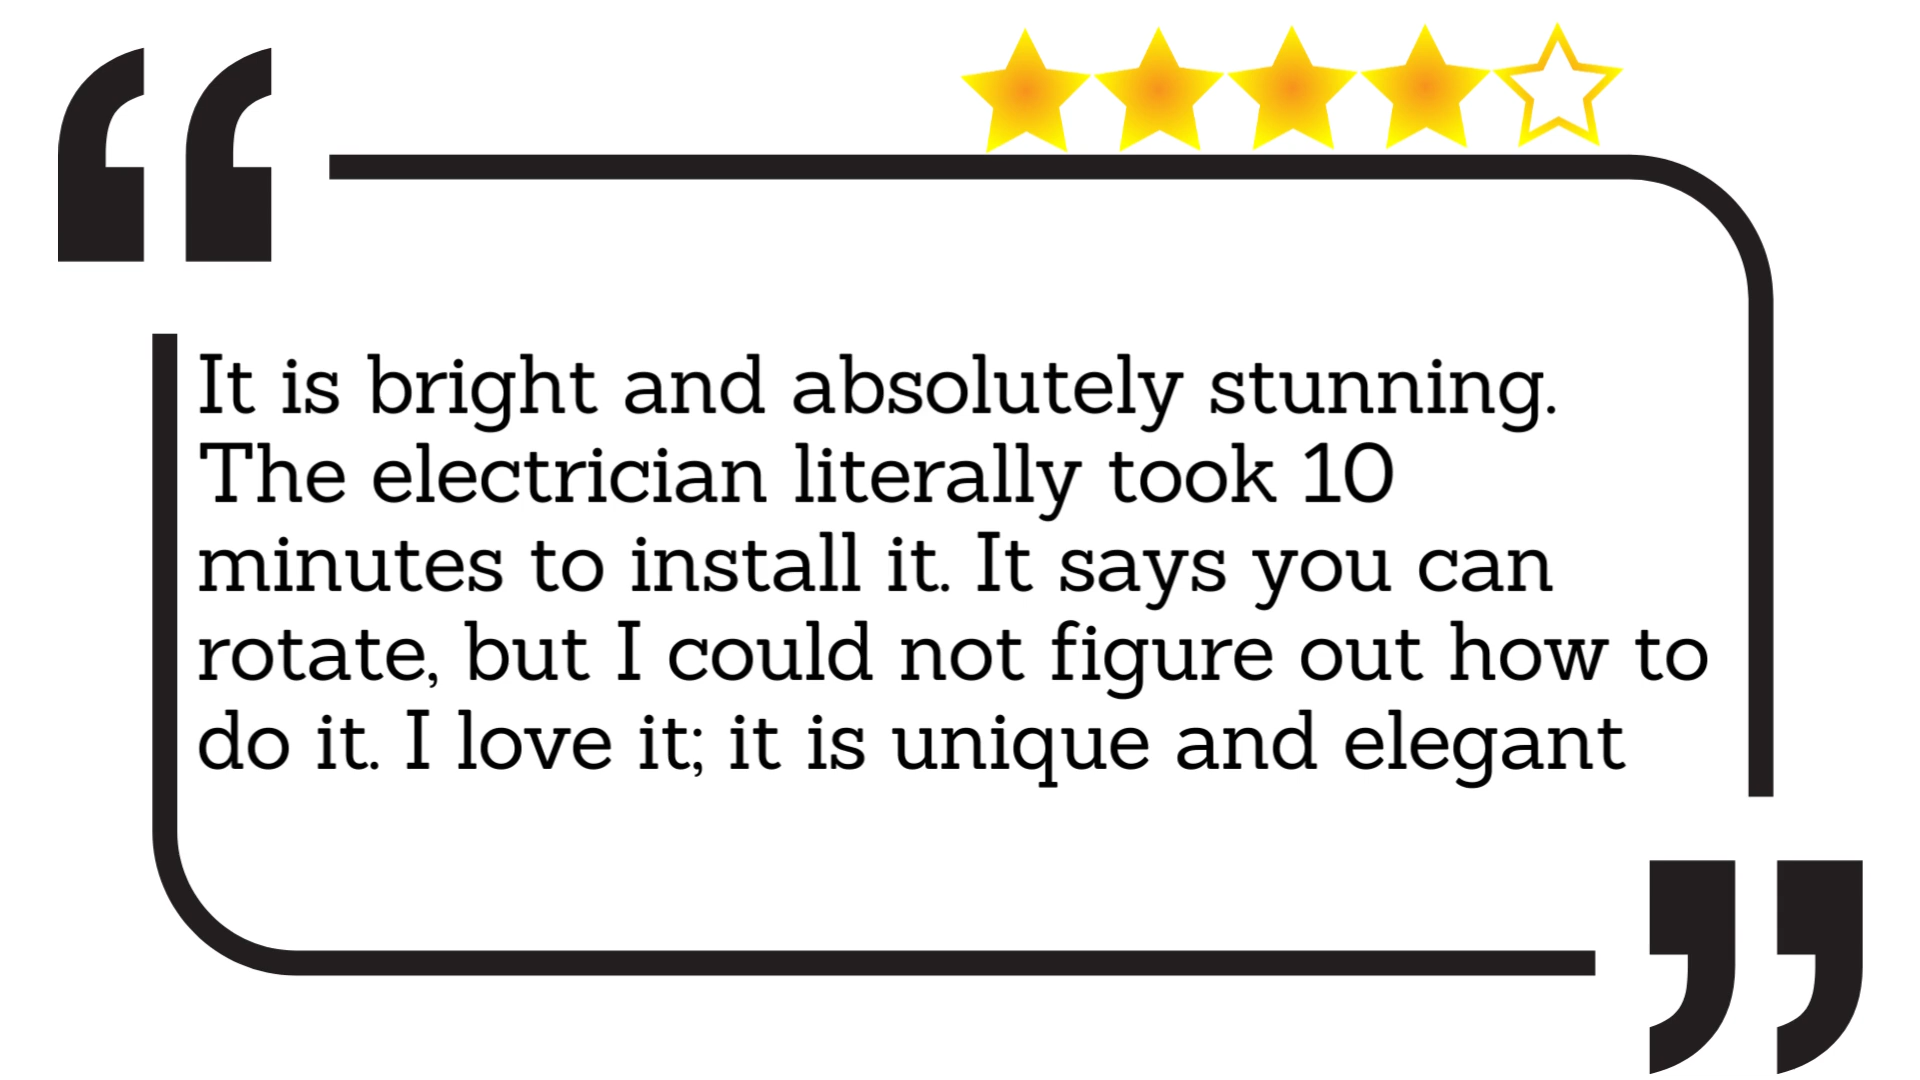 It is bright and absolutely stunning.
The electrician literally took 10
minutes to install it. It says you can
rotate, but I could not figure out how to
do it. I love it; it is unique and elegant